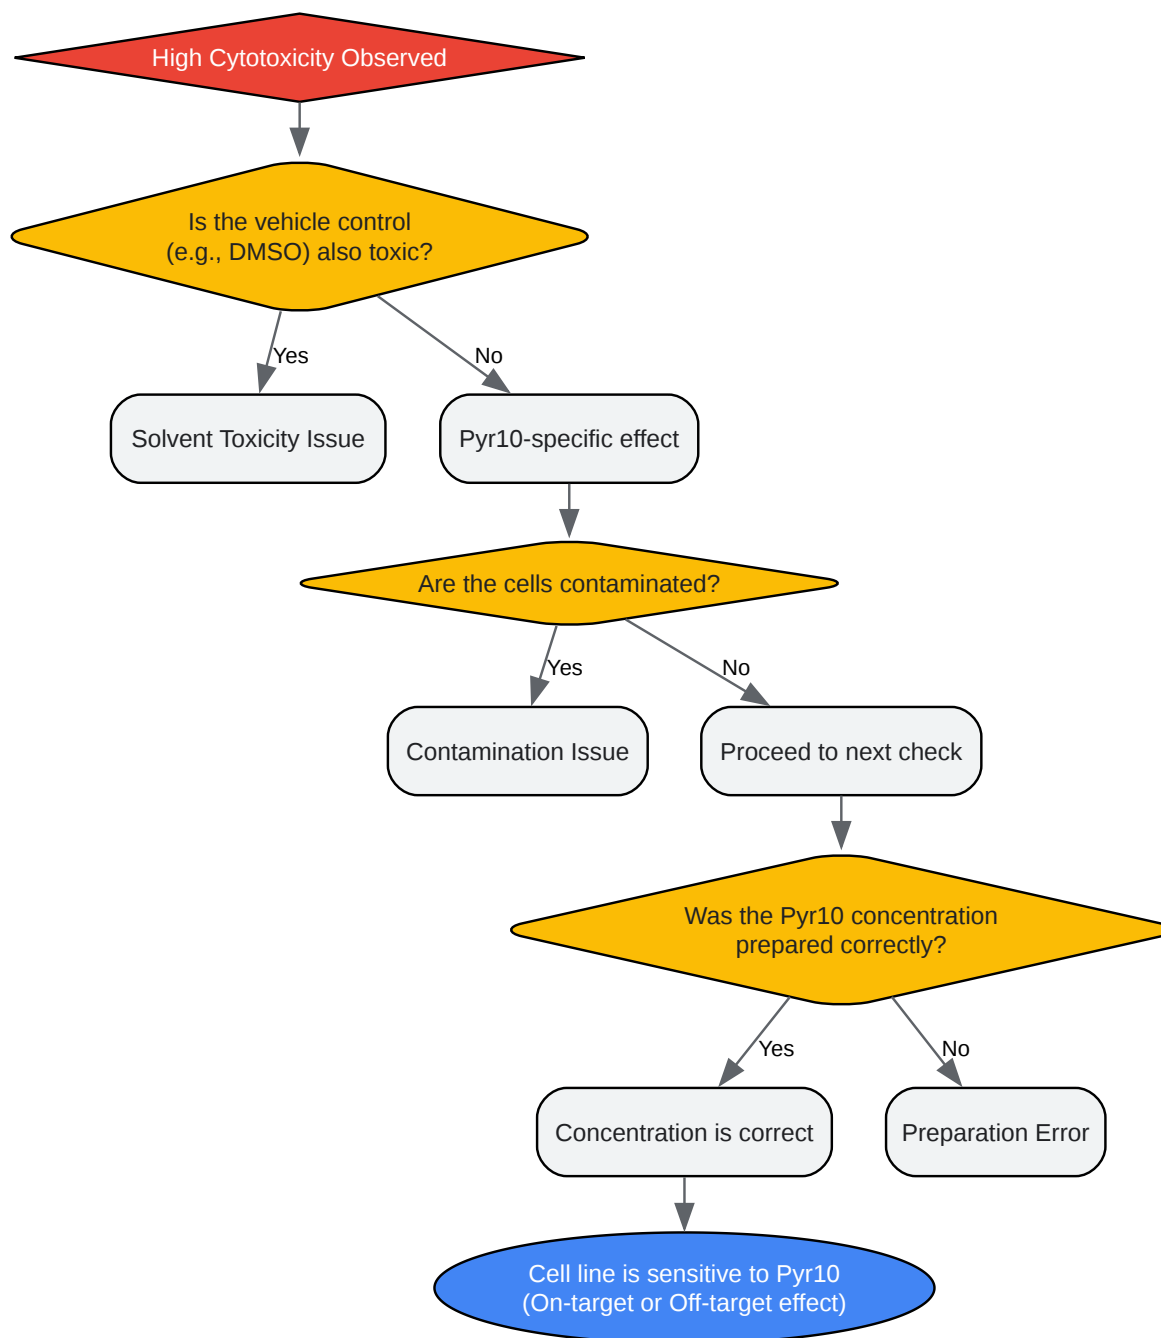 High Cytotoxicity Observed
Is the vehicle control
(e.g., DMSO) also toxic?
Yes
No
Solvent Toxicity Issue
Pyr10-specific effect
Are the cells contaminated?
Yes
No
Contamination Issue
Proceed to next check
Was the Pyr10 concentration
prepared correctly?
Yes
No
Concentration is correct
Preparation Error
Cell line is sensitive to Pyr10
(On-target or Off-target effect)